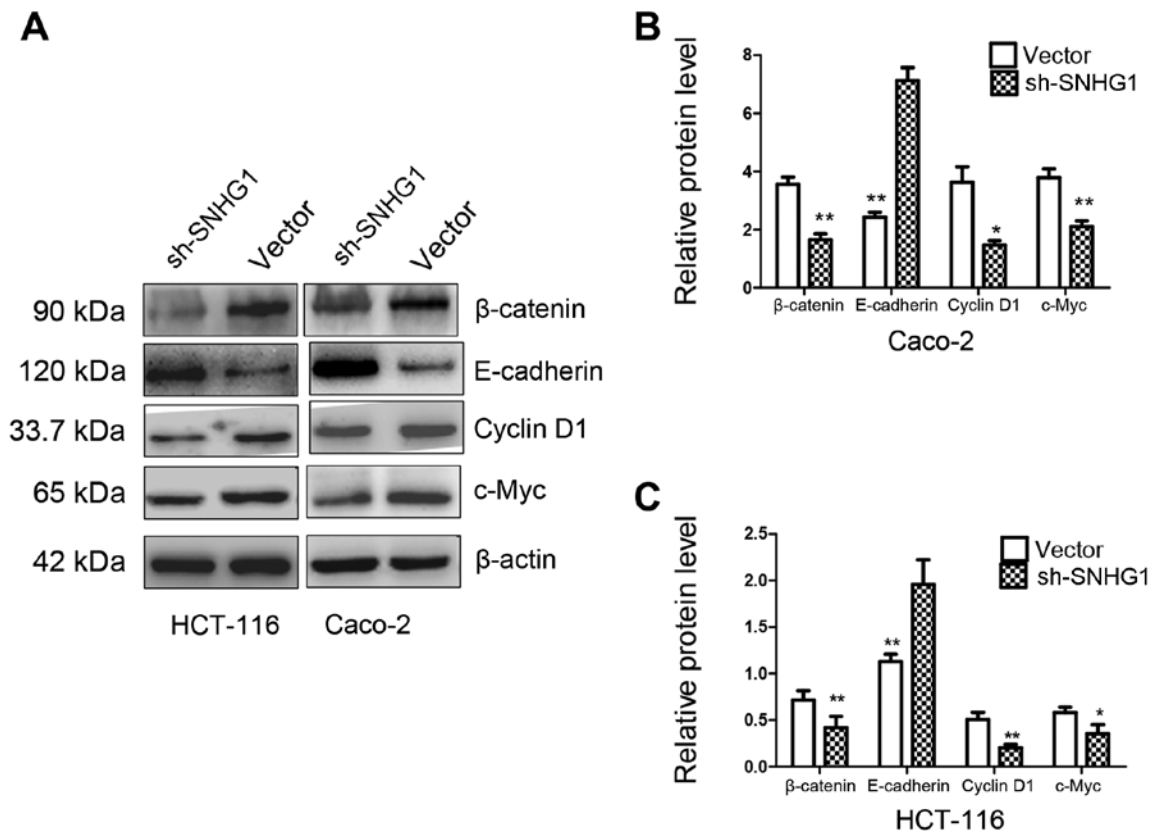 A
sh-SNHG1 Vector sh-SNHG1 Vector
90 kDa β-catenin
120 kDa E-cadherin
33.7 kDa Cyclin D1
65 kDa c-Myc
42 kDa β-actin
HCT-116 Caco-2
B
Relative protein level
8
6
4
2
0
Vector
sh-SNHG1
** ** * **
β-catenin E-cadherin Cyclin D1 c-Myc
Caco-2
C
Relative protein level
2.5
2.0
1.5
1.0
0.5
0.0
Vector
sh-SNHG1
** ** ** *
β-catenin E-cadherin Cyclin D1 c-Myc
HCT-116